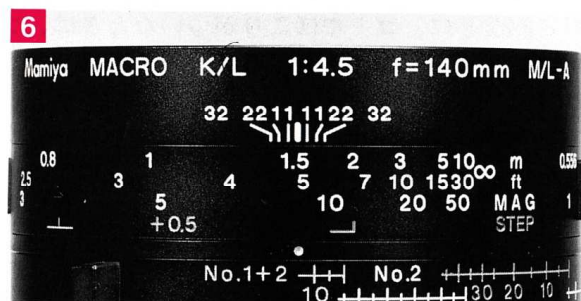 6
Mamiya MACRO K/L 1:4.5 f=140mm M/L-A
32 22 11 11 22 32
0.8 1 1.5 2 3 5 10 ∞ m 0.558
2.5 3 4 5 7 10 15 30 ft
3 5 10 20 50 MAG 1
+0.5 STEP
No.1+2 No.2
10 30 20 10